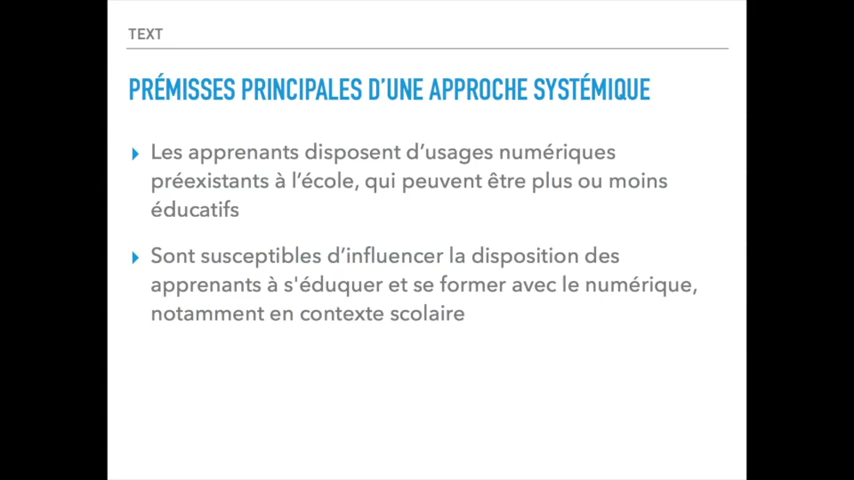 TEXT
PRÉMISSES PRINCIPALES D’UNE APPROCHE SYSTÉMIQUE
Les apprenants disposent d’usages numériques
préexistants à l’école, qui peuvent être plus ou moins
éducatifs
Sont susceptibles d’influencer la disposition des
apprenants à s'éduquer et se former avec le numérique,
notamment en contexte scolaire